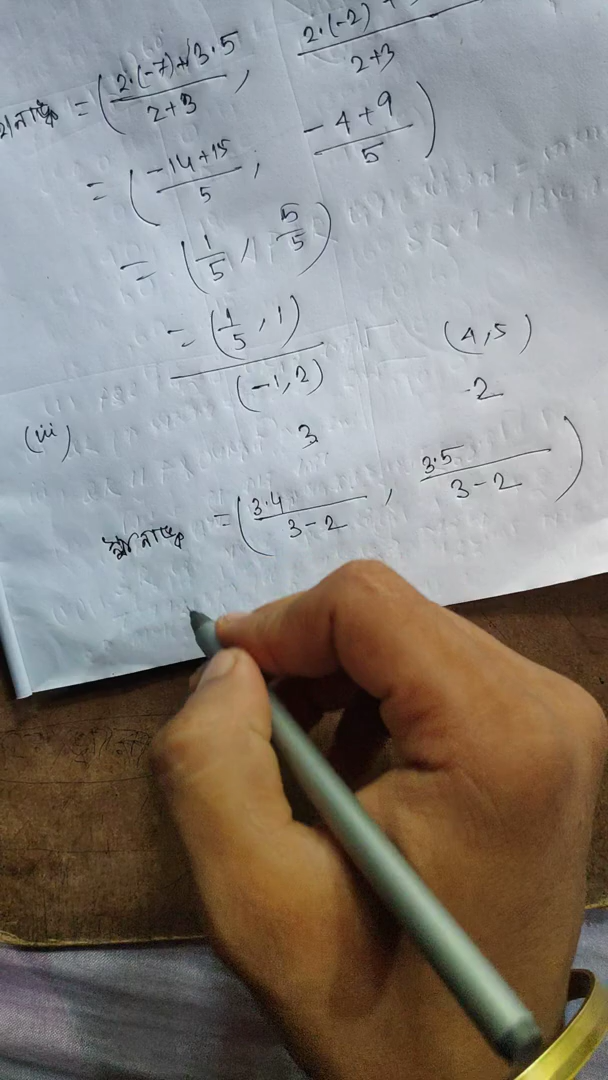 = (2·(-7)+3·5 / 2+3, 2·(-2) / 2+3
= (-14+15 / 5, -4+9 / 5)
= (1/5, 5/5)
= (1/5, 1)
(iii) (-1,2) (4,5)
3 -2
স্থানাঙ্ক = (3·4 / 3-2, 3·5 / 3-2)